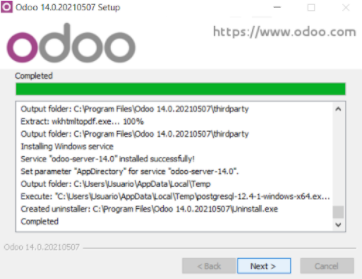 Odoo 14.0.20210507 Setup
odoo
https://www.odoo.com
Completed
Output folder: C:\Program Files\Odoo 14.0.20210507\thirdparty
Extract: wkhtmltopdf.exe... 100%
Output folder: C:\Program Files\Odoo 14.0.20210507\thirdparty
Installing Windows service
Service "odoo-server-14.0" installed successfully!
Set parameter "AppDirectory" for service "odoo-server-14.0".
Output folder: C:\Users\Usuario\AppData\Local\Temp
Execute: "C:\Users\Usuario\AppData\Local\Temp\postgresql-12.4-1-windows-x64.ex...
Created uninstaller: C:\Program Files\Odoo 14.0.20210507\Uninstall.exe
Completed
Odoo 14.0.20210507
< Back
Next >
Cancel